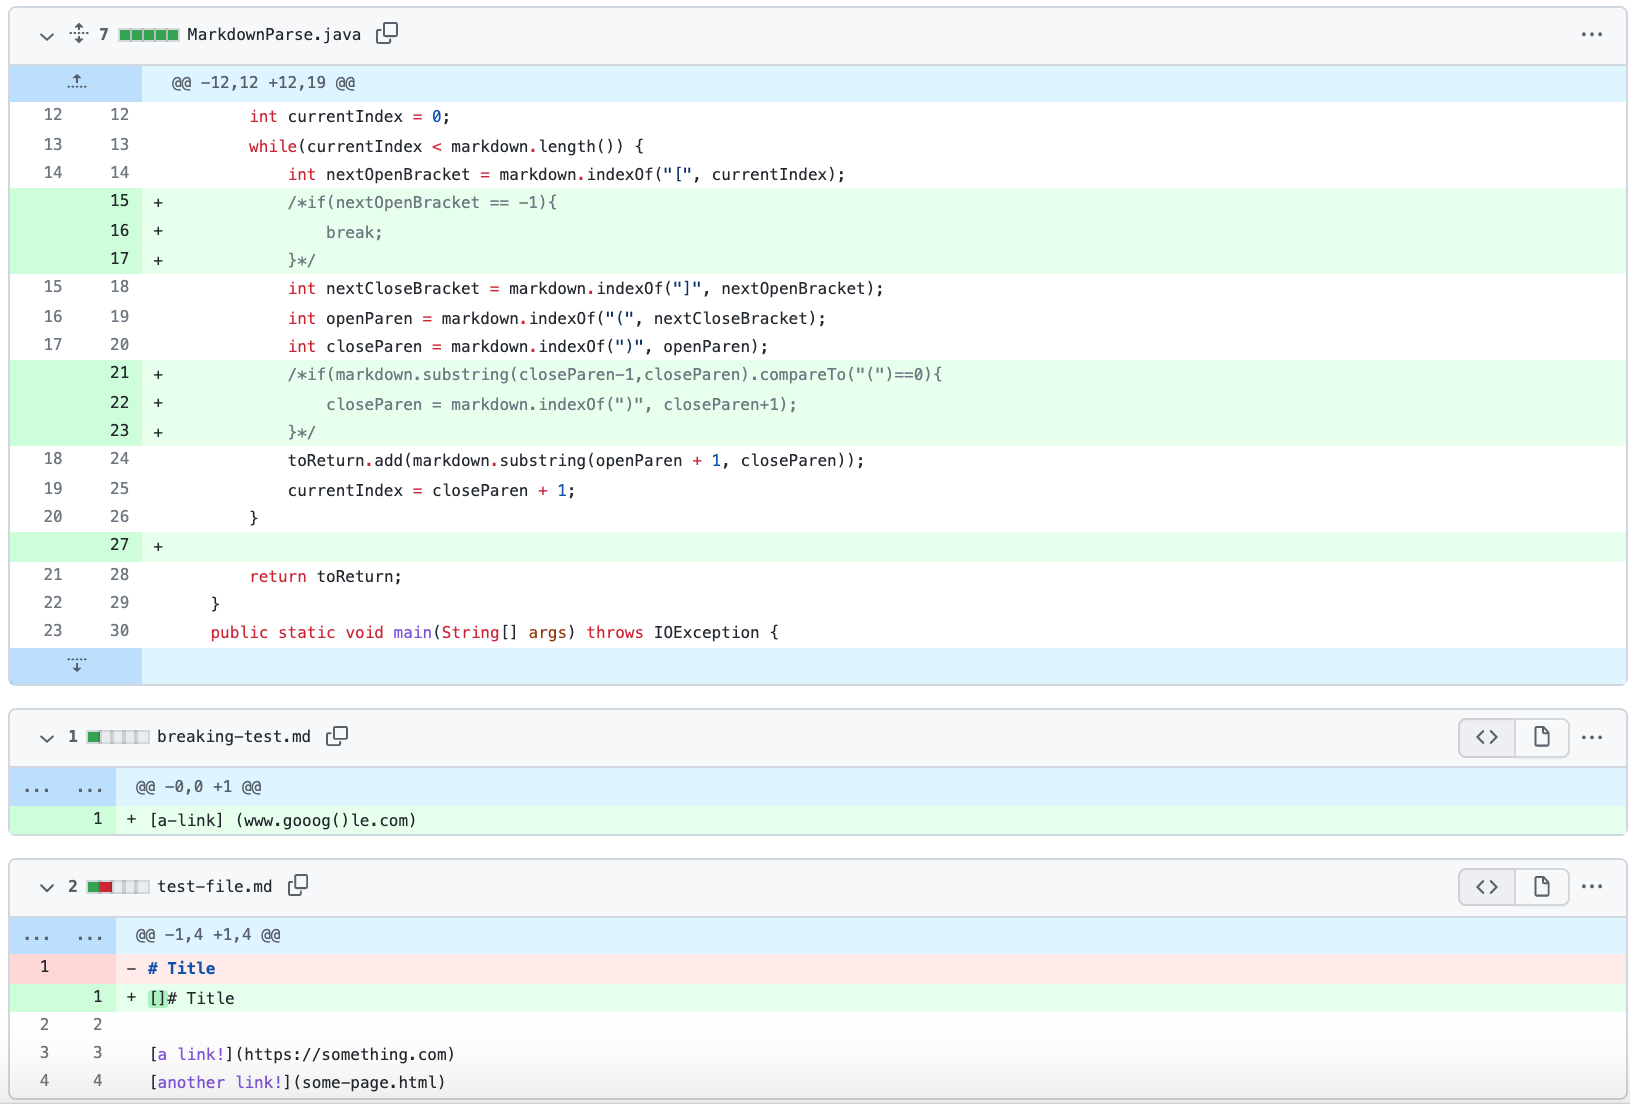 7 MarkdownParse.java
@@ -12,12 +12,19 @@
12 12 int currentIndex = 0;
13 13 while(currentIndex < markdown.length()) {
14 14 int nextOpenBracket = markdown.indexOf("[", currentIndex);
15 + /*if(nextOpenBracket == -1){
16 + break;
17 + }*/
15 18 int nextCloseBracket = markdown.indexOf("]", nextOpenBracket);
16 19 int openParen = markdown.indexOf("(", nextCloseBracket);
17 20 int closeParen = markdown.indexOf(")", openParen);
21 + /*if(markdown.substring(closeParen-1,closeParen).compareTo("(")==0){
22 + closeParen = markdown.indexOf(")", closeParen+1);
23 + }*/
18 24 toReturn.add(markdown.substring(openParen + 1, closeParen));
19 25 currentIndex = closeParen + 1;
20 26 }
27 +
21 28 return toReturn;
22 29 }
23 30 public static void main(String[] args) throws IOException {
1 breaking-test.md
... ... @@ -0,0 +1 @@
1 + [a-link] (www.gooog()le.com)
2 test-file.md
... ... @@ -1,4 +1,4 @@
1 - # Title
1 + []# Title
2 2
3 3 [a link!](https://something.com)
4 4 [another link!](some-page.html)